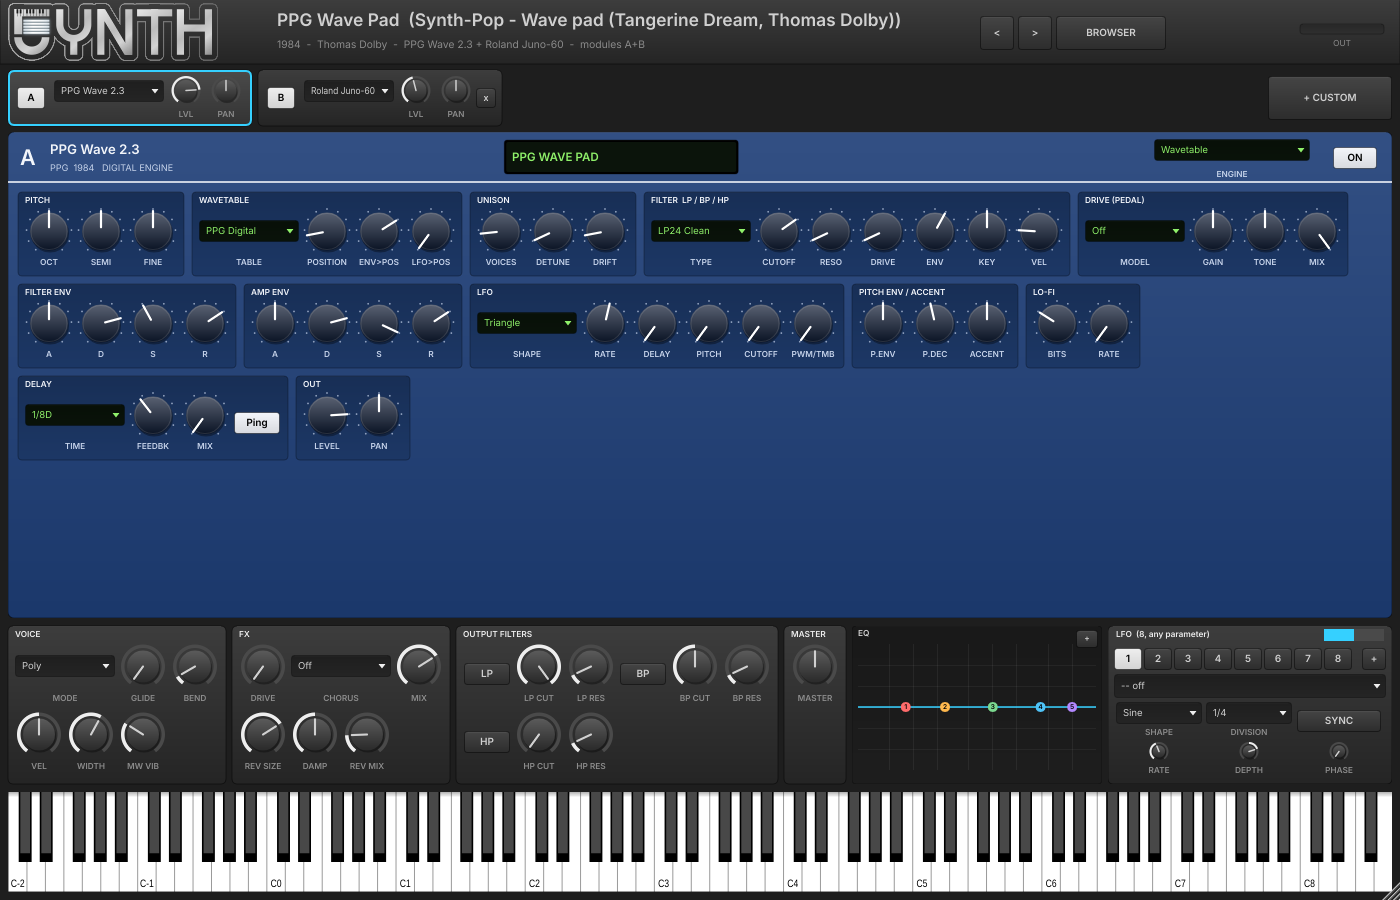 SYNTH
PPG Wave Pad (Synth-Pop - Wave pad (Tangerine Dream, Thomas Dolby))
1984 - Thomas Dolby - PPG Wave 2.3 + Roland Juno-60 - modules A+B
< > BROWSER
OUT
A PPG Wave 2.3 LVL PAN
B Roland Juno-60 LVL PAN x
+ CUSTOM
A PPG Wave 2.3
PPG 1984 DIGITAL ENGINE
PPG WAVE PAD
Wavetable
ENGINE
ON
PITCH
OCT SEMI FINE
WAVETABLE
PPG Digital
TABLE POSITION ENV>POS LFO>POS
UNISON
VOICES DETUNE DRIFT
FILTER LP / BP / HP
LP24 Clean
TYPE CUTOFF RESO DRIVE ENV KEY VEL
DRIVE (PEDAL)
Off
MODEL GAIN TONE MIX
FILTER ENV
A D S R
AMP ENV
A D S R
LFO
Triangle
SHAPE RATE DELAY PITCH CUTOFF PWM/TMB
PITCH ENV / ACCENT
P.ENV P.DEC ACCENT
LO-FI
BITS RATE
DELAY
1/8D
Ping
TIME FEEDBK MIX
OUT
LEVEL PAN
VOICE
Poly
MODE GLIDE BEND
VEL WIDTH MW VIB
FX
Off
DRIVE CHORUS MIX
REV SIZE DAMP REV MIX
OUTPUT FILTERS
LP BP
LP CUT LP RES BP CUT BP RES
HP
HP CUT HP RES
MASTER
MASTER
EQ
+
1 2 3 4 5
LFO (8, any parameter)
1 2 3 4 5 6 7 8 +
-- off
Sine 1/4 SYNC
SHAPE DIVISION
RATE DEPTH PHASE
C-2 C-1 C0 C1 C2 C3 C4 C5 C6 C7 C8